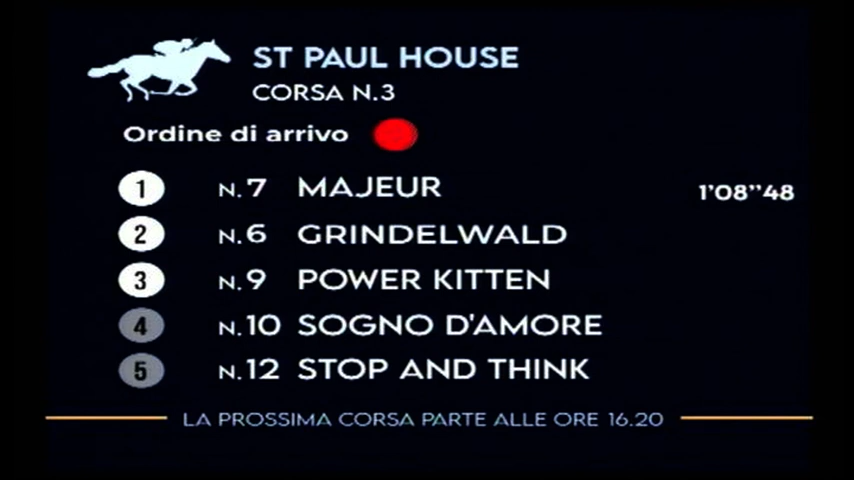 ST PAUL HOUSE
CORSA N.3
Ordine di arrivo
1 N.7 MAJEUR 1'08''48
2 N.6 GRINDELWALD
3 N.9 POWER KITTEN
4 N.10 SOGNO D'AMORE
5 N.12 STOP AND THINK
LA PROSSIMA CORSA PARTE ALLE ORE 16.20